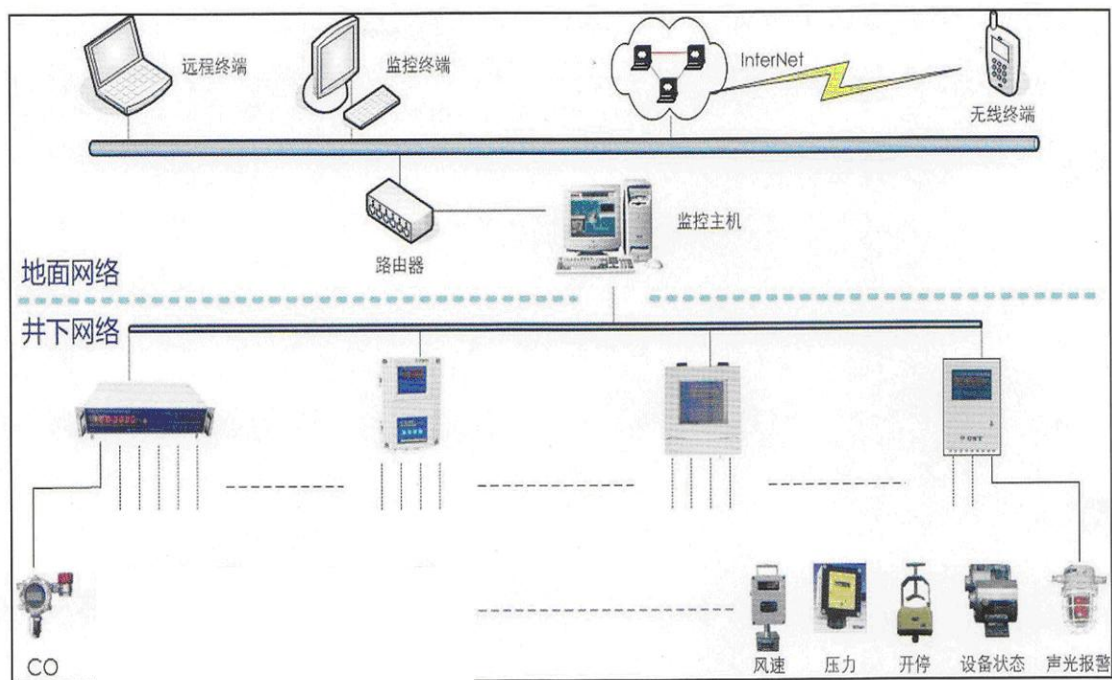 远程终端
监控终端
InterNet
无线终端
监控主机
路由器
地面网络
井下网络
CO
风速
压力
开停
设备状态
声光报警